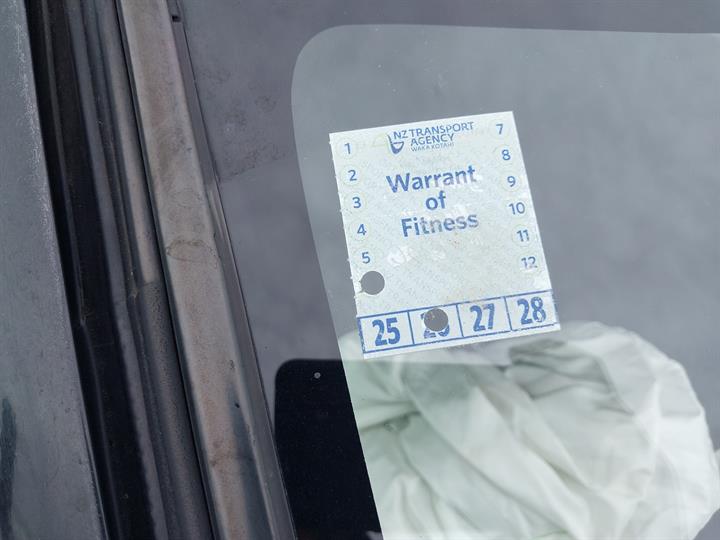 NZ TRANSPORT
AGENCY
WAKA KOTAHI
Warrant
of
Fitness
1
2
3
4
5
7
8
9
10
11
12
25 27 28